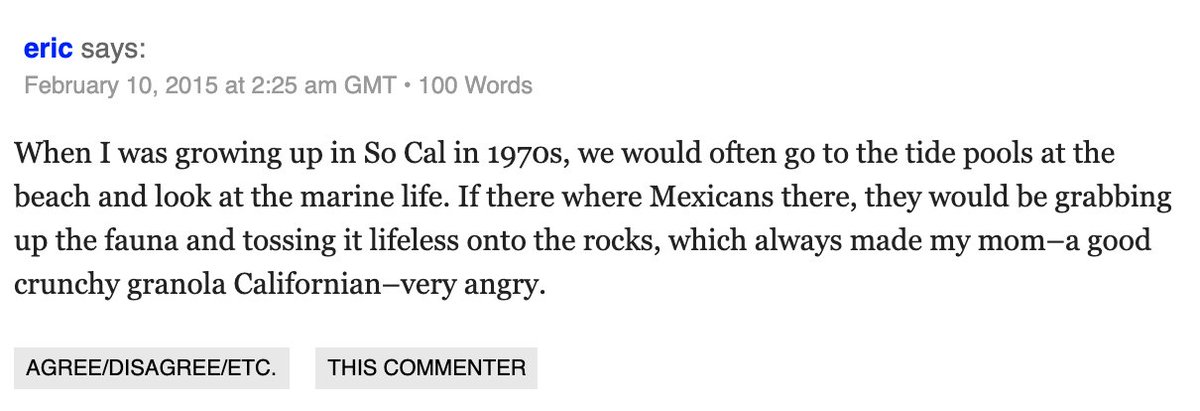 eric says:
February 10, 2015 at 2:25 am GMT • 100 Words
When I was growing up in So Cal in 1970s, we would often go to the tide pools at the
beach and look at the marine life. If there where Mexicans there, they would be grabbing
up the fauna and tossing it lifeless onto the rocks, which always made my mom–a good
crunchy granola Californian–very angry.
AGREE/DISAGREE/ETC. THIS COMMENTER